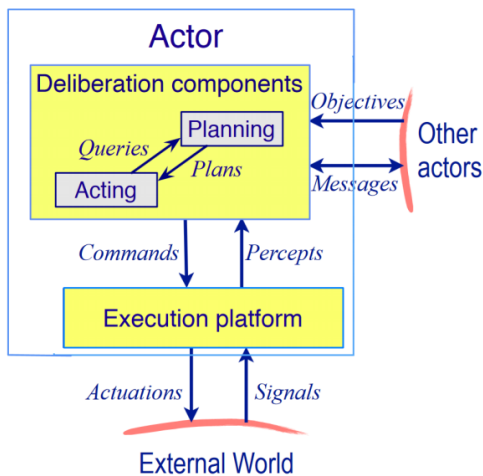 Actor
Deliberation components
Objectives
Planning
Queries
Plans
Acting
Other
actors
Messages
Commands
Percepts
Execution platform
Actuations
Signals
External World